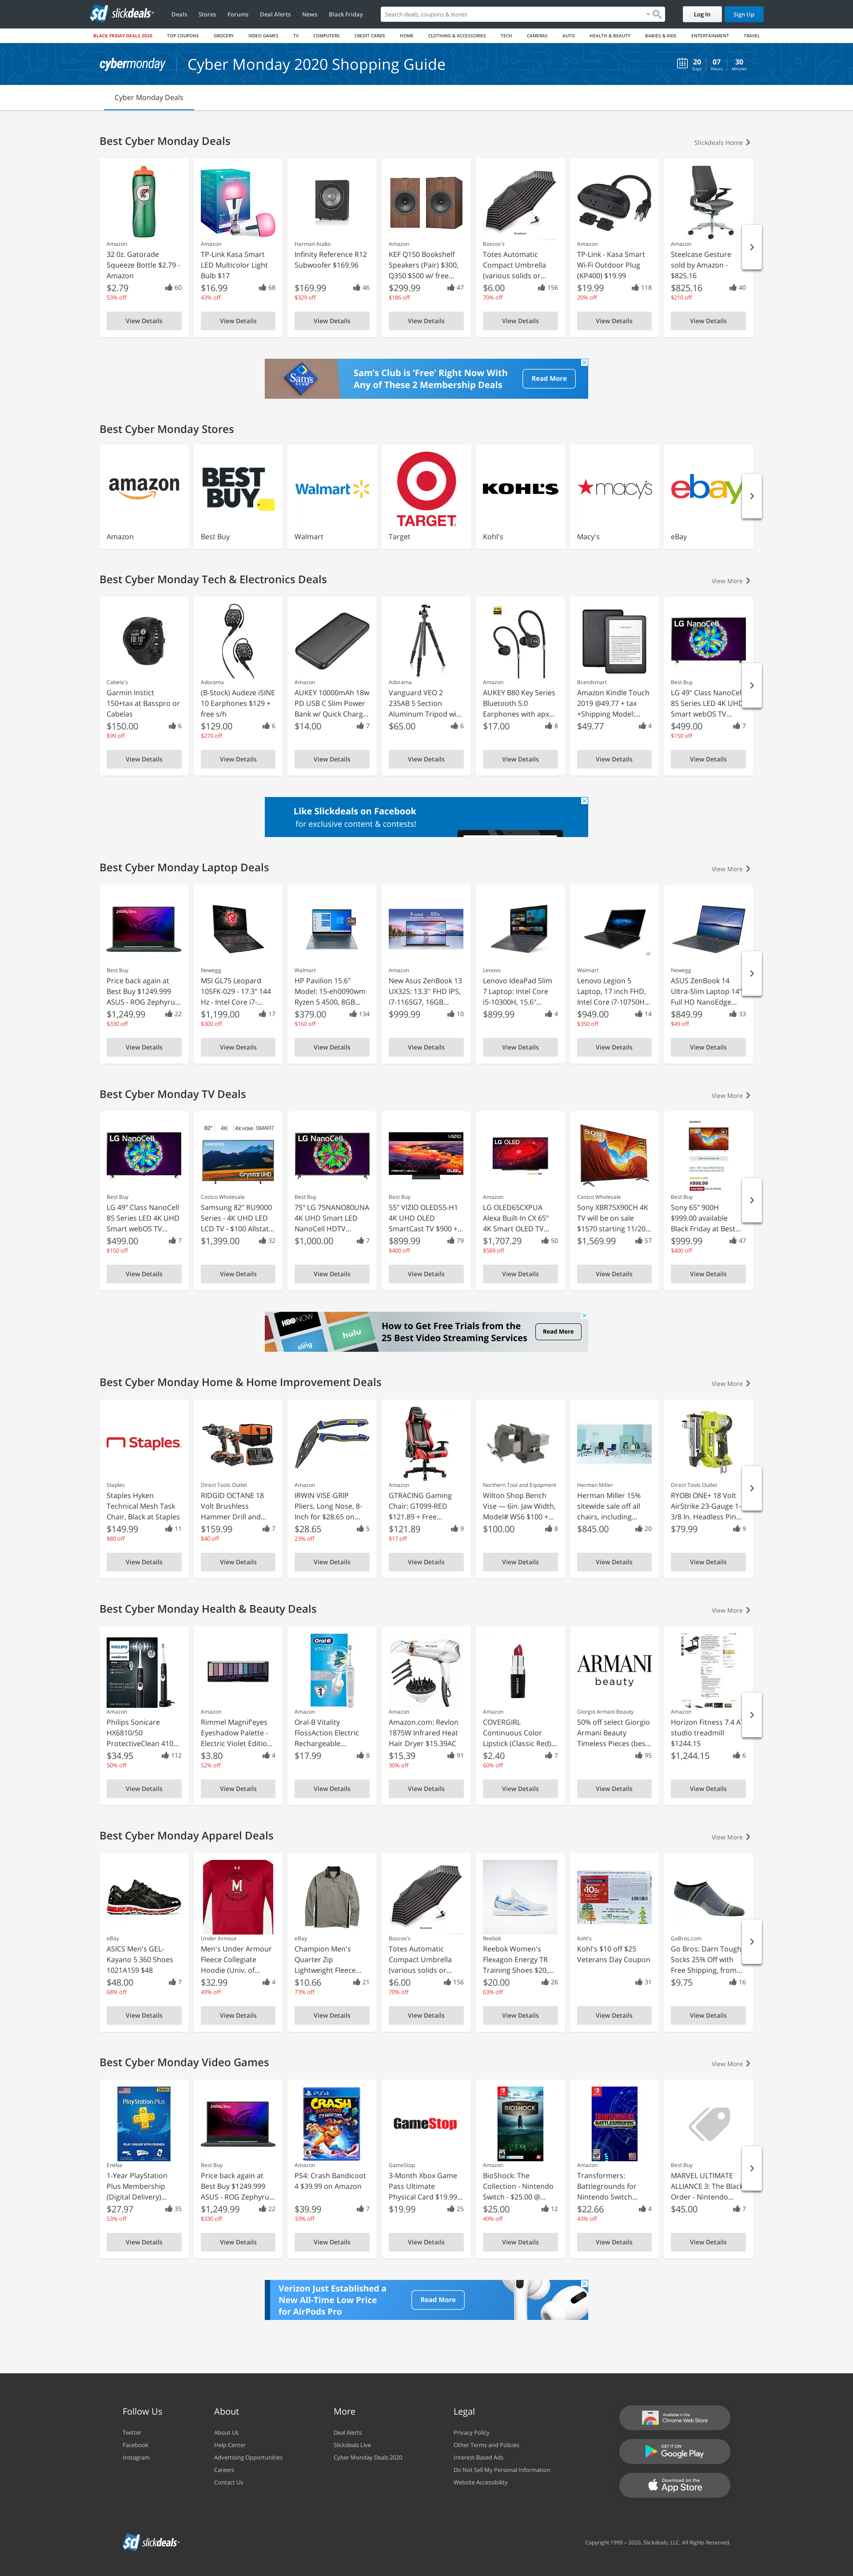 sd slickdeals
Deals
Stores
Forums
Deal Alerts
News
Black Friday
Search deals, coupons & stores
Log In
Sign Up
BLACK FRIDAY DEALS 2020
TOP COUPONS
GROCERY
VIDEO GAMES
TV
COMPUTERS
CREDIT CARDS
HOME
CLOTHING & ACCESSORIES
TECH
CAMERAS
AUTO
HEALTH & BEAUTY
BABIES & KIDS
ENTERTAINMENT
TRAVEL
cybermonday
Cyber Monday 2020 Shopping Guide
20 07 30
Days Hours Minutes
Cyber Monday Deals
Best Cyber Monday Deals
Slickdeals Home
Amazon
32 0z. Gatorade
Squeeze Bottle $2.79 -
Amazon
$2.79 60
53% off
View Details
Amazon
TP-Link Kasa Smart
LED Multicolor Light
Bulb $17
$16.99 68
43% off
View Details
Harman Audio
Infinity Reference R12
Subwoofer $169.96
$169.99 46
$329 off
View Details
Amazon
KEF Q150 Bookshelf
Speakers (Pair) $300,
Q350 $500 w/ free...
$299.99 47
$186 off
View Details
Boscov's
Totes Automatic
Compact Umbrella
(various solids or...
$6.00 156
70% off
View Details
Amazon
TP-Link - Kasa Smart
Wi-Fi Outdoor Plug
(KP400) $19.99
$19.99 118
20% off
View Details
Amazon
Steelcase Gesture
sold by Amazon -
$825.16
$825.16 40
$210 off
View Details
Sam's Club is 'Free' Right Now With
Any of These 2 Membership Deals
Read More
Best Cyber Monday Stores
amazon
Amazon
BEST
BUY
Best Buy
Walmart
Walmart
TARGET
Target
KOHL'S
Kohl's
macy's
Macy's
ebay
eBay
Best Cyber Monday Tech & Electronics Deals
View More
Cabela's
Garmin Instict
150+tax at Basspro or
Cabelas
$150.00 6
$99 off
View Details
Adorama
(B-Stock) Audeze iSINE
10 Earphones $129 +
free s/h
$129.00 6
$270 off
View Details
Amazon
AUKEY 10000mAh 18w
PD USB C Slim Power
Bank w/ Quick Charg...
$14.00 7
View Details
Adorama
Vanguard VEO 2
235AB 5 Section
Aluminum Tripod wi...
$65.00 6
View Details
Amazon
AUKEY B80 Key Series
Bluetooth 5.0
Earphones with apx...
$17.00 8
View Details
Brandsmart
Amazon Kindle Touch
2019 @49.77 + tax
+Shipping Model:...
$49.77 4
View Details
LG NanoCell
Best Buy
LG 49" Class NanoCell
85 Series LED 4K UHD
Smart webOS TV...
$499.00 7
$150 off
View Details
Like Slickdeals on Facebook
for exclusive content & contests!
Best Cyber Monday Laptop Deals
View More
Best Buy
Price back again at
Best Buy $1249.999
ASUS - ROG Zephyru...
$1,249.99 22
$330 off
View Details
Newegg
MSI GL75 Leopard
10SFK-029 - 17.3" 144
Hz - Intel Core i7-...
$1,199.00 17
$300 off
View Details
Walmart
HP Pavilion 15.6"
Model: 15-eh0090wm
Ryzen 5 4500, 8GB...
$379.00 134
$160 off
View Details
Amazon
New Asus ZenBook 13
UX325: 13.3" FHD IPS,
i7-1165G7, 16GB...
$999.99 10
View Details
Lenovo
Lenovo IdeaPad Slim
7 Laptop: Intel Core
i5-10300H, 15.6"...
$899.99 4
View Details
Walmart
Lenovo Legion 5
Laptop, 17 inch FHD,
Intel Core i7-10750H...
$949.00 14
$350 off
View Details
Newegg
ASUS ZenBook 14
Ultra-Slim Laptop 14"
Full HD NanoEdge...
$849.99 33
$49 off
View Details
Best Cyber Monday TV Deals
View More
LG NanoCell
Best Buy
LG 49" Class NanoCell
85 Series LED 4K UHD
Smart webOS TV...
$499.00 7
$150 off
View Details
82" 4K 4x HDMI SMART
SAMSUNG
Crystal UHD
Costco Wholesale
Samsung 82" RU9000
Series - 4K UHD LED
LCD TV - $100 Allstat...
$1,399.00 32
View Details
LG NanoCell
Best Buy
75" LG 75NANO80UNA
4K UHD Smart LED
NanoCell HDTV...
$1,000.00 7
View Details
VIZIO
Best Buy
55" VIZIO OLED55-H1
4K UHD OLED
SmartCast TV $900 +...
$899.99 79
$400 off
View Details
LG OLED
Amazon
LG OLED65CXPUA
Alexa Built-In CX 65"
4K Smart OLED TV...
$1,707.29 50
$589 off
View Details
SONY
Costco Wholesale
Sony XBR75X90CH 4K
TV will be on sale
$1570 starting 11/20...
$1,569.99 57
View Details
SONY
$999.99
Best Buy
Sony 65" 900H
$999.00 available
Black Friday at Best...
$999.99 47
$400 off
View Details
HBO NOW
sling
hulu
How to Get Free Trials from the
25 Best Video Streaming Services
Read More
Best Cyber Monday Home & Home Improvement Deals
View More
Staples
Staples
Staples Hyken
Technical Mesh Task
Chair, Black at Staples
$149.99 11
$80 off
View Details
Direct Tools Outlet
RIDGID OCTANE 18
Volt Brushless
Hammer Drill and...
$159.99 7
$40 off
View Details
Amazon
IRWIN VISE-GRIP
Pliers, Long Nose, 8-
Inch for $28.65 on...
$28.65 5
23% off
View Details
Amazon
GTRACING Gaming
Chair: GT099-RED
$121.89 + Free...
$121.89 9
$17 off
View Details
Northern Tool and Equipment
Wilton Shop Bench
Vise — 6in. Jaw Width,
Model# WS6 $100 +...
$100.00 8
View Details
Herman Miller
Herman Miller 15%
sitewide sale off all
chairs, including...
$845.00 20
View Details
Direct Tools Outlet
RYOBI ONE+ 18 Volt
AirStrike 23-Gauge 1-
3/8 In. Headless Pin...
$79.99 9
View Details
Best Cyber Monday Health & Beauty Deals
View More
PHILIPS
sonicare
Amazon
Philips Sonicare
HX6810/50
ProtectiveClean 410...
$34.95 112
50% off
View Details
Amazon
Rimmel Magnif'eyes
Eyeshadow Palette -
Electric Violet Editio...
$3.80 4
52% off
View Details
Oral-B
VITALITY
Amazon
Oral-B Vitality
FlossAction Electric
Rechargeable...
$17.99 8
View Details
Amazon
Amazon.com: Revlon
1875W Infrared Heat
Hair Dryer $15.39AC
$15.39 91
30% off
View Details
Amazon
COVERGIRL
Continuous Color
Lipstick (Classic Red)...
$2.40 7
60% off
View Details
ARMANI
beauty
Giorgio Armani Beauty
50% off select Giorgio
Armani Beauty
Timeless Pieces (bes...
95
View Details
Amazon
Horizon Fitness 7.4 AT
studio treadmill
$1244.15
$1,244.15 6
View Details
Best Cyber Monday Apparel Deals
View More
eBay
ASICS Men's GEL-
Kayano 5 360 Shoes
1021A159 $48
$48.00 7
68% off
View Details
M
Under Armour
Men's Under Armour
Fleece Collegiate
Hoodie (Univ. of...
$32.99 4
49% off
View Details
eBay
Champion Men's
Quarter Zip
Lightweight Fleece...
$10.66 21
73% off
View Details
Boscov's
Totes Automatic
Compact Umbrella
(various solids or...
$6.00 156
70% off
View Details
Reebok
Reebok Women's
Flexagon Energy TR
Training Shoes $20,...
$20.00 26
63% off
View Details
Kohl's
Kohl's $10 off $25
Veterans Day Coupon
31
View Details
GoBros.com
Go Bros: Darn Tough
Socks 25% Off with
Free Shipping, from...
$9.75 16
View Details
Best Cyber Monday Video Games
View More
PlayStation.Plus
Eneba
1-Year PlayStation
Plus Membership
(Digital Delivery)...
$27.97 35
53% off
View Details
Best Buy
Price back again at
Best Buy $1249.999
ASUS - ROG Zephyru...
$1,249.99 22
$330 off
View Details
PS4
CRASH
Amazon
PS4: Crash Bandicoot
4 $39.99 on Amazon
$39.99 7
33% off
View Details
GameStop
GameStop
3-Month Xbox Game
Pass Ultimate
Physical Card $19.99...
$19.99 25
View Details
BIOSHOCK
Amazon
BioShock: The
Collection - Nintendo
Switch - $25.00 @...
$25.00 12
49% off
View Details
TRANSFORMERS
BATTLEGROUNDS
Amazon
Transformers:
Battlegrounds for
Nintendo Switch...
$22.66 4
43% off
View Details
Best Buy
MARVEL ULTIMATE
ALLIANCE 3: The Black
Order - Nintendo...
$45.00 7
View Details
Verizon Just Established a
New All-Time Low Price
for AirPods Pro
Read More
Follow Us
Twitter
Facebook
Instagram
About
About Us
Help Center
Advertising Opportunities
Careers
Contact Us
More
Deal Alerts
Slickdeals Live
Cyber Monday Deals 2020
Legal
Privacy Policy
Other Terms and Policies
Interest-Based Ads
Do Not Sell My Personal Information
Website Accessibility
Available in the
Chrome Web Store
GET IT ON
Google Play
Download on the
App Store
sd slickdeals
Copyright 1999 – 2020. Slickdeals, LLC. All Rights Reserved.